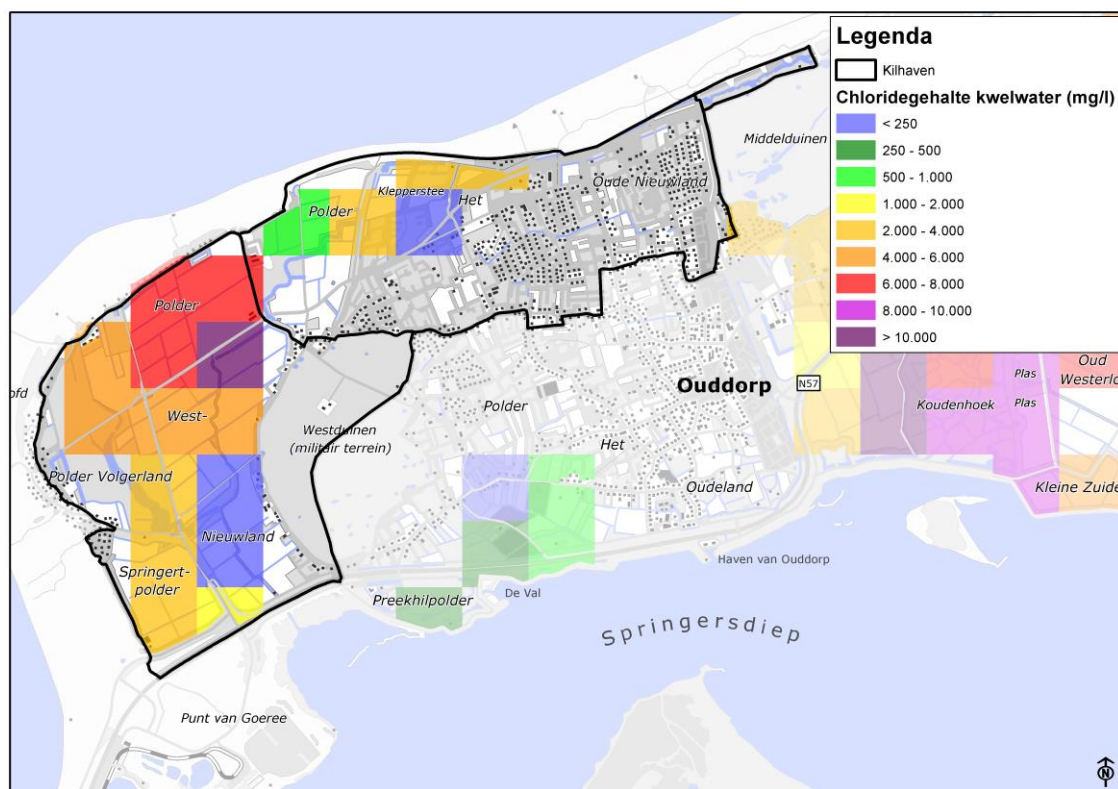 Legenda
Kilhaven
Chloridegehalte kwelwater (mg/l)
< 250
250 - 500
500 - 1.000
1.000 - 2.000
2.000 - 4.000
4.000 - 6.000
6.000 - 8.000
8.000 - 10.000
> 10.000
Middelduinen
Klepperstee
Het
Oude Nieuwland
Polder
Polder
ofd
West-
Westduinen
(militair terrein)
Polder
Ouddorp
N57
Plas
Oud
Westerlo
Koudenhoek
Plas
Het
Polder Volgerland
Oudeland
Kleine Zuide
Nieuwland
Springert-
polder
Haven van Ouddorp
De Val
Preekhilpolder
Springersdiep
Punt van Goeree
N